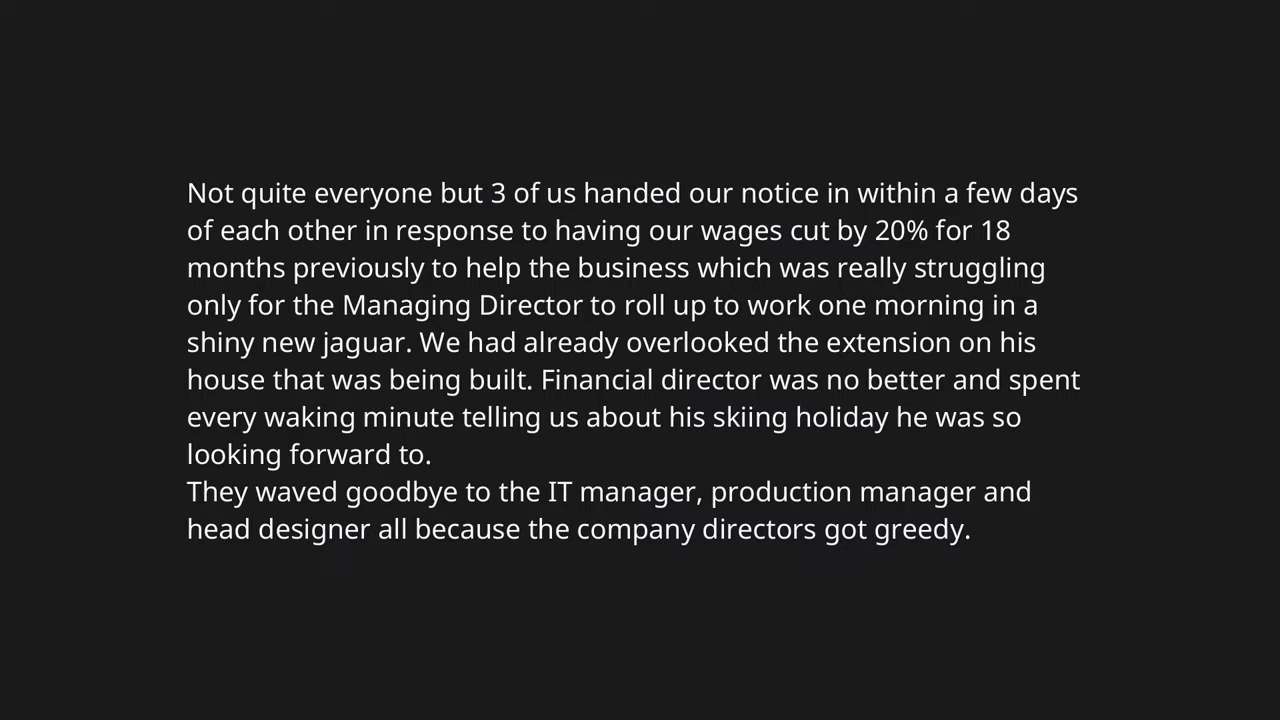 Not quite everyone but 3 of us handed our notice in within a few days
of each other in response to having our wages cut by 20% for 18
months previously to help the business which was really struggling
only for the Managing Director to roll up to work one morning in a
shiny new jaguar. We had already overlooked the extension on his
house that was being built. Financial director was no better and spent
every waking minute telling us about his skiing holiday he was so
looking forward to.
They waved goodbye to the IT manager, production manager and
head designer all because the company directors got greedy.